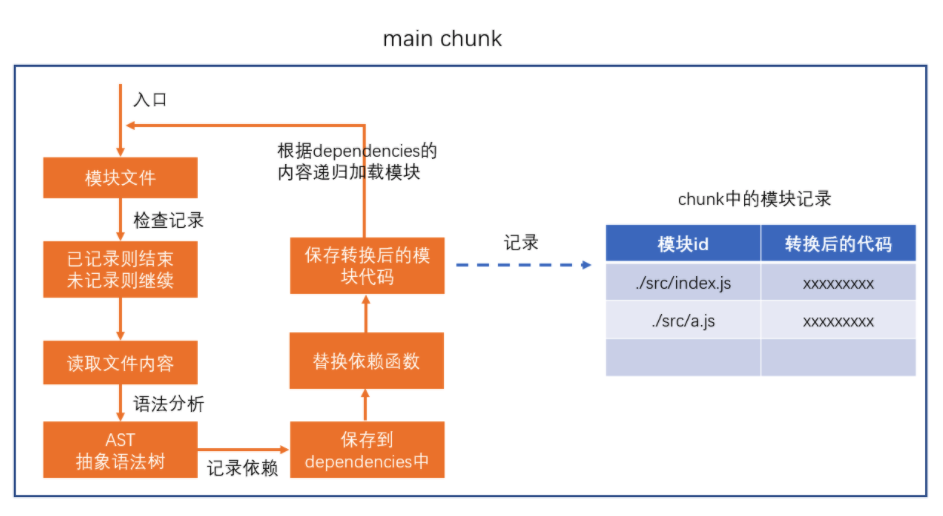 main chunk
入口
模块文件
检查记录
已记录则结束
未记录则继续
读取文件内容
语法分析
AST
抽象语法树
记录依赖
保存到
dependencies中
替换依赖函数
保存转换后的模
块代码
根据dependencies的
内容递归加载模块
记录
chunk中的模块记录
模块id 转换后的代码
./src/index.js xxxxxxxxx
./src/a.js xxxxxxxxx